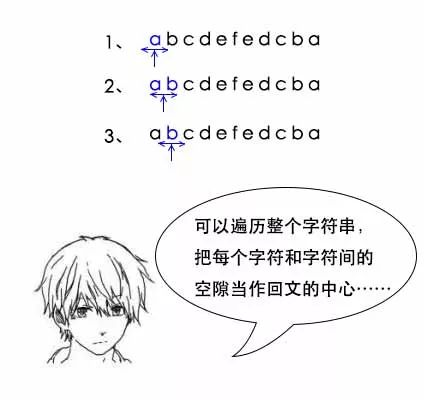 1、 abcdefedcba
2、 abcdefedcba
3、 abcdefedcba
可以遍历整个字符串，
把每个字符和字符间的
空隙当作回文的中心……